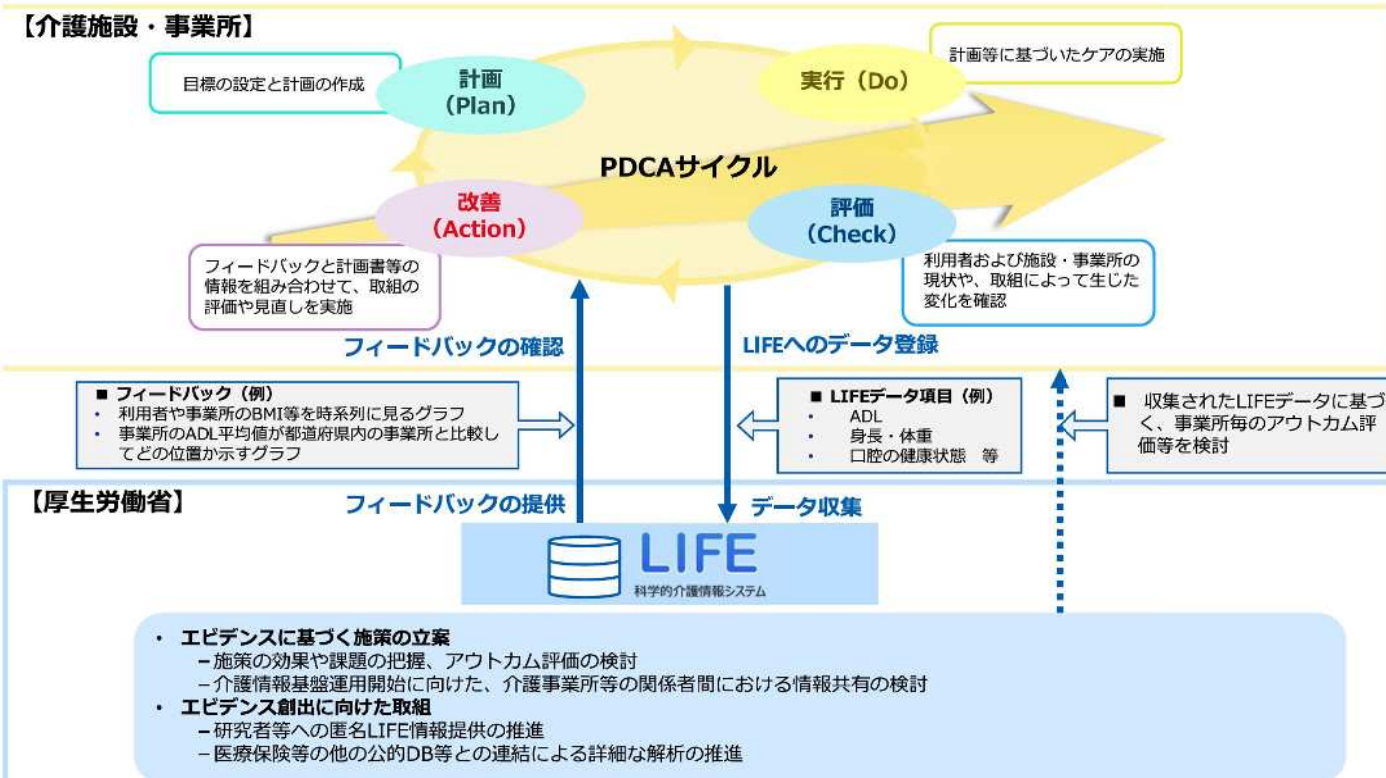 【介護施設・事業所】
目標の設定と計画の作成
計画
（Plan）
実行（Do）
計画等に基づいたケアの実施
PDCAサイクル
改善
（Action）
評価
（Check）
フィードバックと計画書等の
情報を組み合わせて、取組の
評価や見直しを実施
利用者および施設・事業所の
現状や、取組によって生じた
変化を確認
フィードバックの確認
LIFEへのデータ登録
■ フィードバック（例）
• 利用者や事業所のBMI等を時系列に見るグラフ
• 事業所のADL平均値が都道府県内の事業所と比較し
てどの位置か示すグラフ
■ LIFEデータ項目（例）
• ADL
• 身長・体重
• 口腔の健康状態 等
■ 収集されたLIFEデータに基づ
く、事業所毎のアウトカム評
価等を検討
【厚生労働省】
フィードバックの提供
データ収集
LIFE
科学的介護情報システム
• エビデンスに基づく施策の立案
－施策の効果や課題の把握、アウトカム評価の検討
－介護情報基盤運用開始に向けた、介護事業所等の関係者間における情報共有の検討
• エビデンス創出に向けた取組
－研究者等への匿名LIFE情報提供の推進
－医療保険等の他の公的DB等との連結による詳細な解析の推進